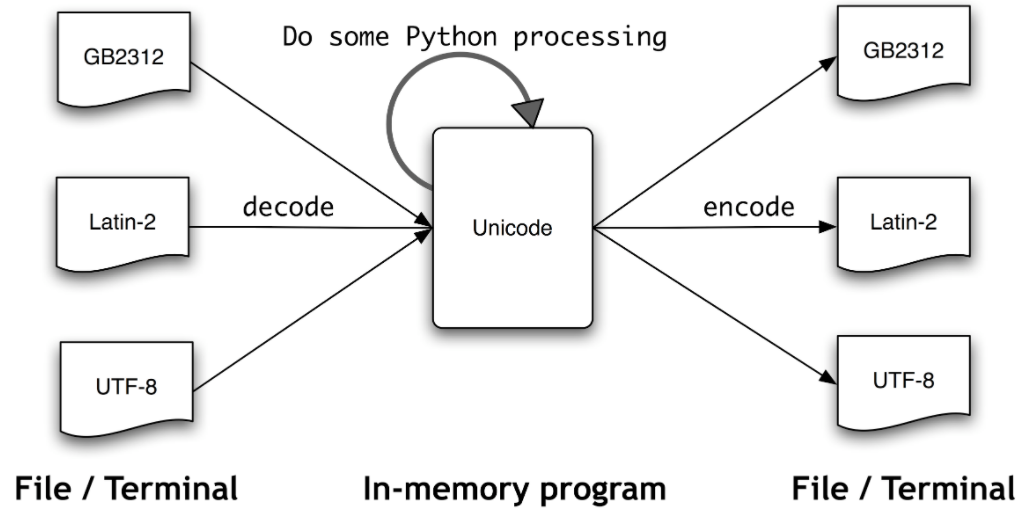 Do some Python processing
GB2312
GB2312
Latin-2
decode
Unicode
encode
Latin-2
UTF-8
UTF-8
File / Terminal
In-memory program
File / Terminal